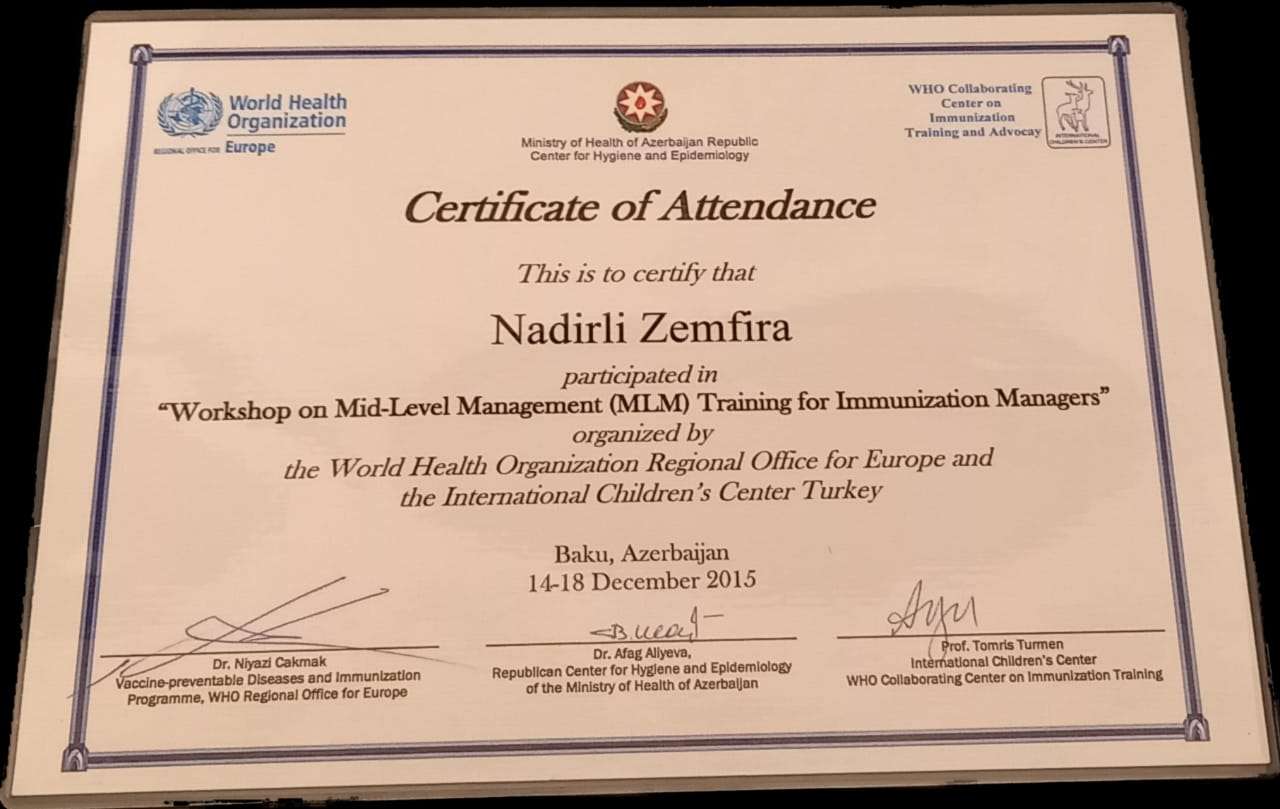 World Health
Organization
REGIONAL OFFICE FOR Europe
Ministry of Health of Azerbaijan Republic
Center for Hygiene and Epidemiology
WHO Collaborating
Center on
Immunization
Training and Advocay
INTERNATIONAL
CHILDREN'S CENTER
Certificate of Attendance
This is to certify that
Nadirli Zemfira
participated in
“Workshop on Mid-Level Management (MLM) Training for Immunization Managers”
organized by
the World Health Organization Regional Office for Europe and
the International Children’s Center Turkey
Baku, Azerbaijan
14-18 December 2015
Dr. Niyazi Cakmak
Vaccine-preventable Diseases and Immunization
Programme, WHO Regional Office for Europe
Dr. Afag Aliyeva,
Republican Center for Hygiene and Epidemiology
of the Ministry of Health of Azerbaijan
Prof. Tomris Turmen
International Children's Center
WHO Collaborating Center on Immunization Training